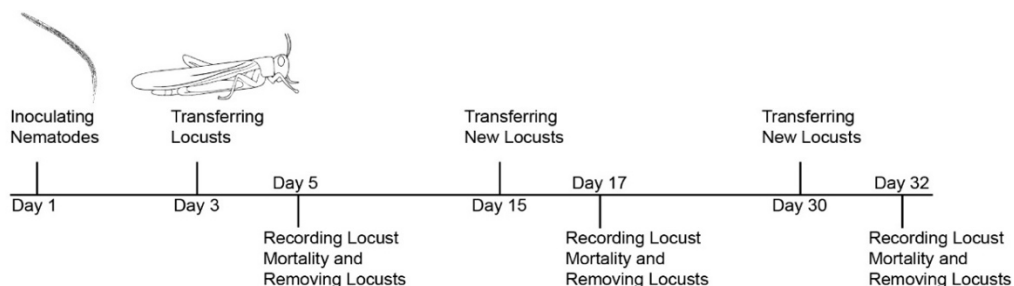 Inoculating
Nematodes
Transferring
Locusts
Transferring
New Locusts
Transferring
New Locusts
Day 5
Day 17
Day 32
Day 1
Day 3
Day 15
Day 30
Recording Locust
Mortality and
Removing Locusts
Recording Locust
Mortality and
Removing Locusts
Recording Locust
Mortality and
Removing Locusts